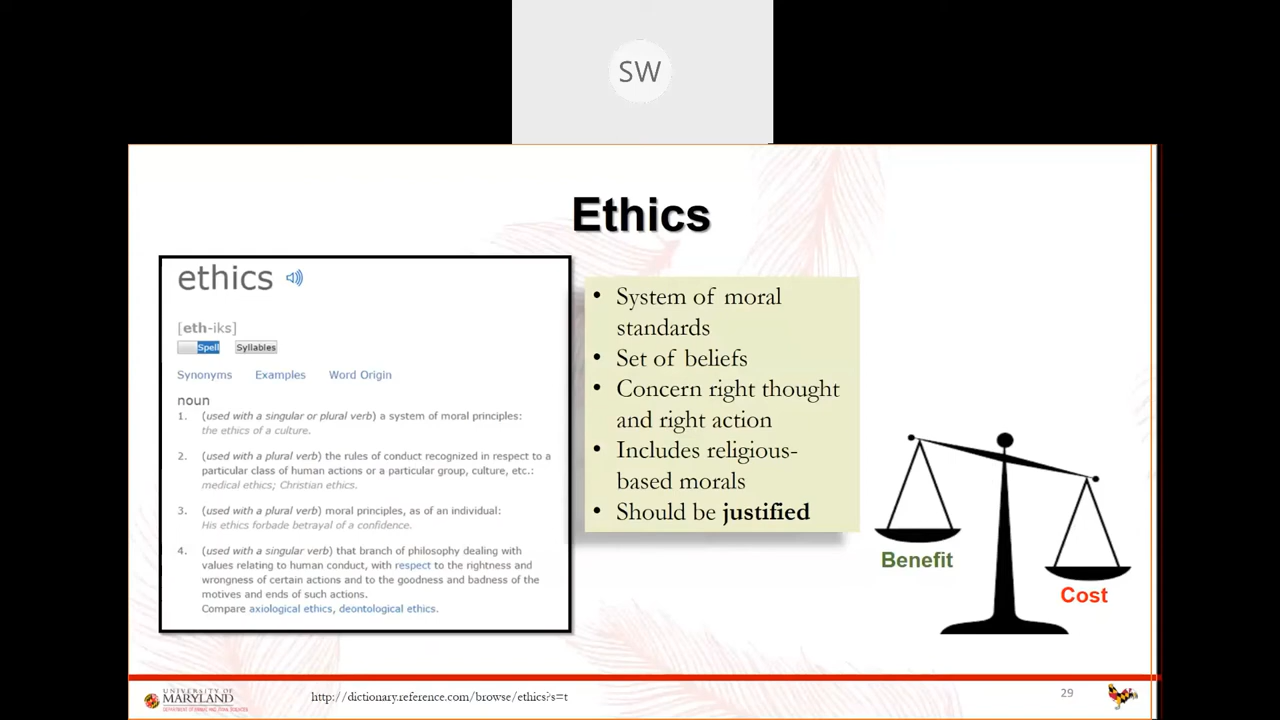 SW
Ethics
ethics
[eth-iks]
Spell Syllables
Synonyms Examples Word Origin
noun
1. (used with a singular or plural verb) a system of moral principles:
the ethics of a culture.
2. (used with a plural verb) the rules of conduct recognized in respect to a
particular class of human actions or a particular group, culture, etc.:
medical ethics; Christian ethics.
3. (used with a plural verb) moral principles, as of an individual:
His ethics forbade betrayal of a confidence.
4. (used with a singular verb) that branch of philosophy dealing with
values relating to human conduct, with respect to the rightness and
wrongness of certain actions and to the goodness and badness of the
motives and ends of such actions.
Compare axiological ethics, deontological ethics.
• System of moral
standards
• Set of beliefs
• Concern right thought
and right action
• Includes religious-
based morals
• Should be justified
Benefit
Cost
UNIVERSITY OF
MARYLAND
http://dictionary.reference.com/browse/ethics?s=t
29